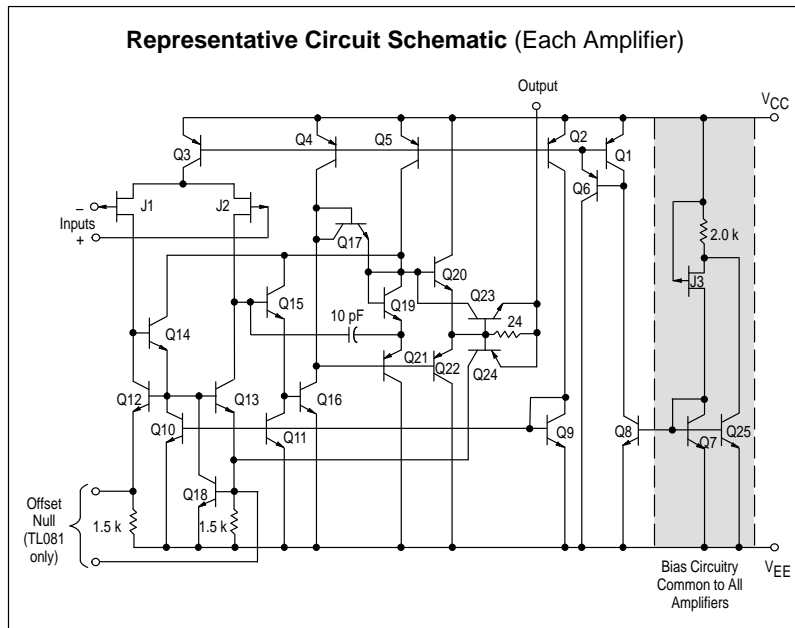 Representative Circuit Schematic (Each Amplifier)
Output
VCC
Q3
Q4
Q5
Q2
Q1
Q6
–
J1
J2
Inputs
+
2.0 k
Q17
Q20
J3
Q15
Q19
Q23
10 pF
24
Q14
Q21
Q22
Q24
Q12
Q13
Q16
Q10
Q11
Q9
Q8
Q7
Q25
Q18
Offset
Null
(TL081
only)
1.5 k
1.5 k
VEE
Bias Circuitry
Common to All
Amplifiers